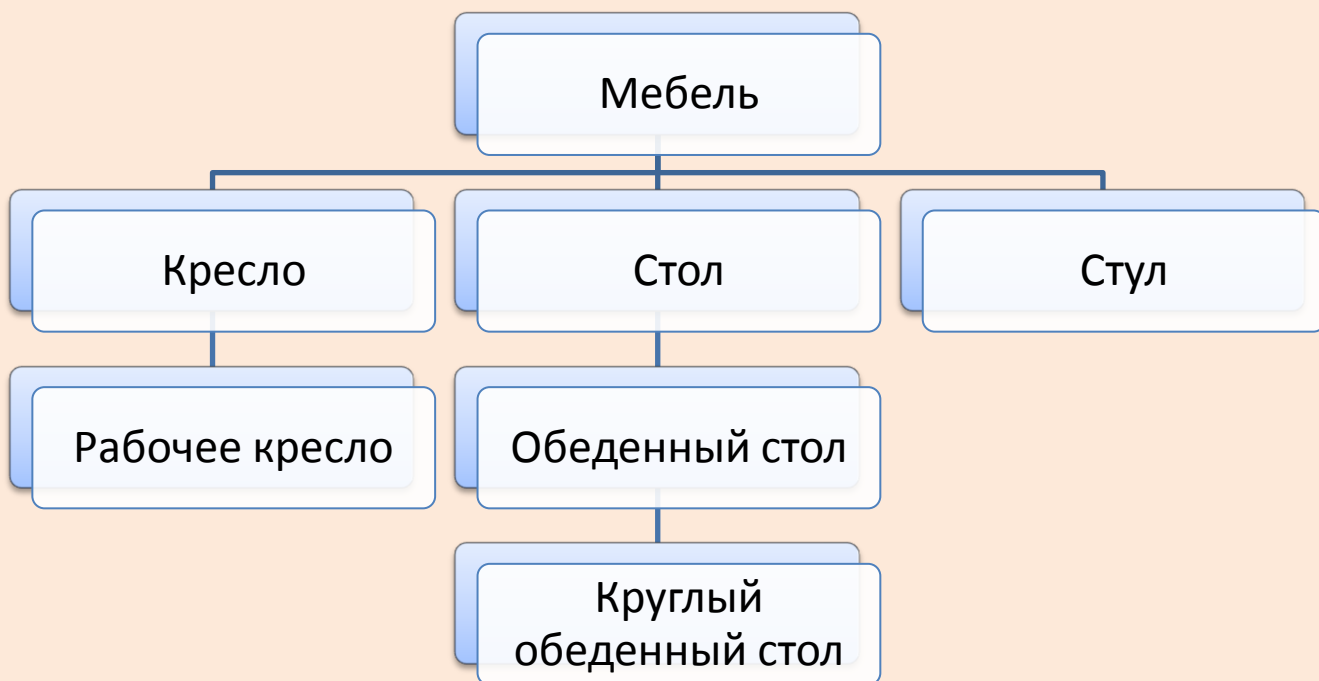 Мебель
Кресло
Стол
Стул
Рабочее кресло
Обеденный стол
Круглый
обеденный стол